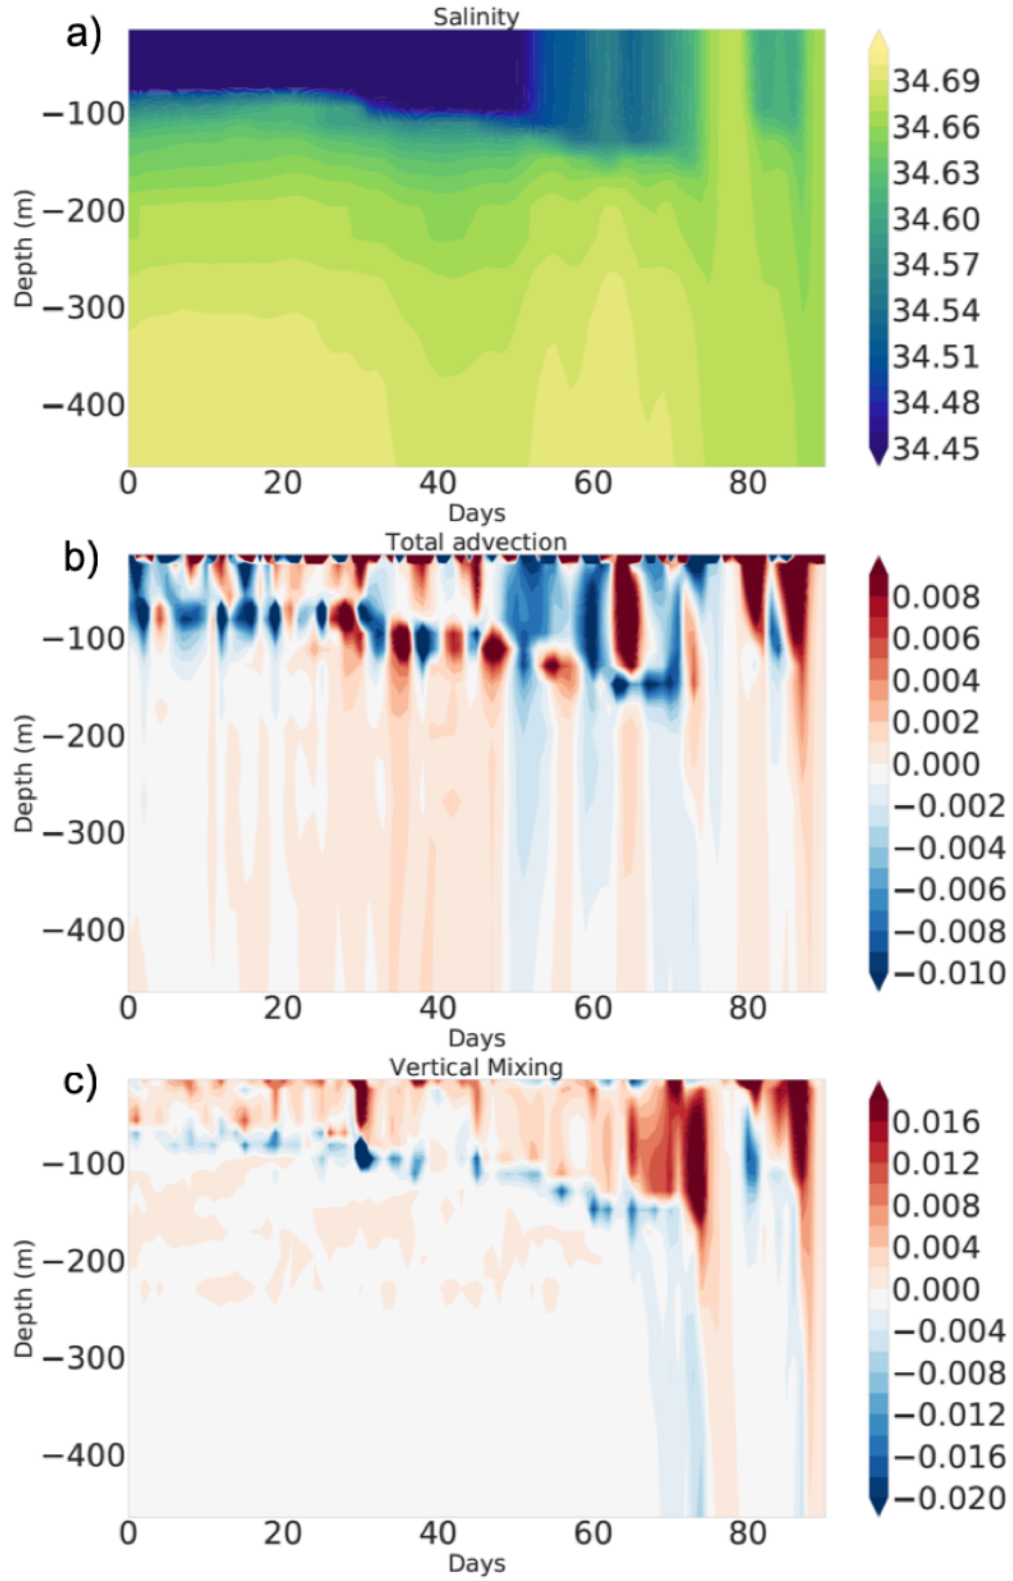 a)
Salinity
Depth (m)
−100
−200
−300
−400
0 20 40 60 80
Days
34.69
34.66
34.63
34.60
34.57
34.54
34.51
34.48
34.45
b)
Total advection
Depth (m)
−100
−200
−300
−400
0 20 40 60 80
Days
0.008
0.006
0.004
0.002
0.000
−0.002
−0.004
−0.006
−0.008
−0.010
c)
Vertical Mixing
Depth (m)
−100
−200
−300
−400
0 20 40 60 80
Days
0.016
0.012
0.008
0.004
0.000
−0.004
−0.008
−0.012
−0.016
−0.020